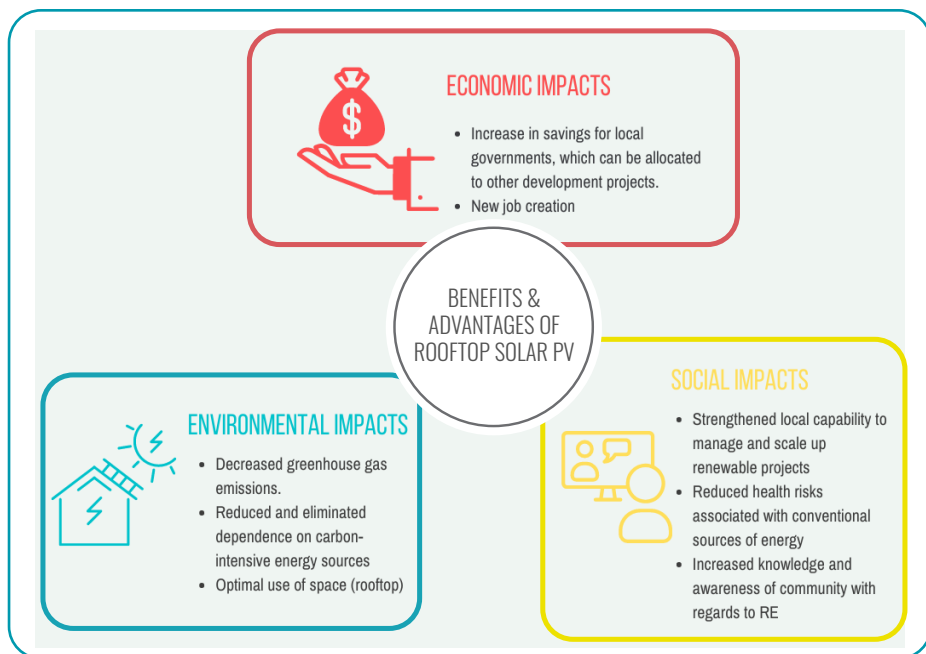 ECONOMIC IMPACTS
• Increase in savings for local
governments, which can be allocated
to other development projects.
• New job creation
BENEFITS &
ADVANTAGES OF
ROOFTOP SOLAR PV
ENVIRONMENTAL IMPACTS
• Decreased greenhouse gas
emissions.
• Reduced and eliminated
dependence on carbon-
intensive energy sources
• Optimal use of space (rooftop)
SOCIAL IMPACTS
• Strengthened local capability to
manage and scale up
renewable projects
• Reduced health risks
associated with conventional
sources of energy
• Increased knowledge and
awareness of community with
regards to RE